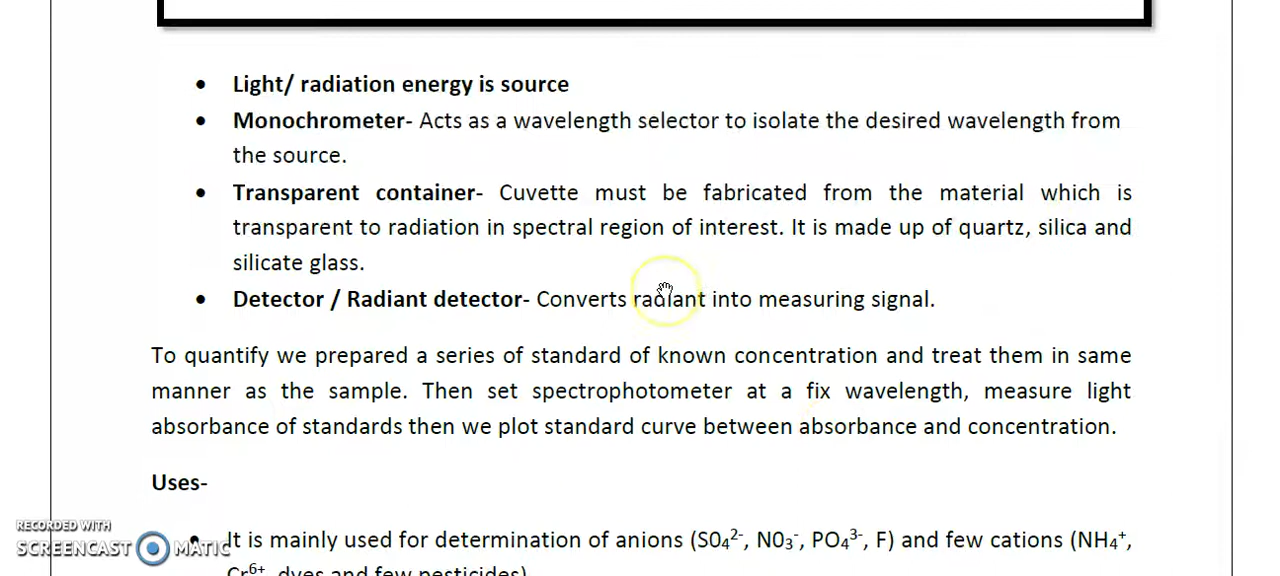 • Light/ radiation energy is source
• Monochrometer- Acts as a wavelength selector to isolate the desired wavelength from
the source.
• Transparent container- Cuvette must be fabricated from the material which is
transparent to radiation in spectral region of interest. It is made up of quartz, silica and
silicate glass.
• Detector / Radiant detector- Converts radiant into measuring signal.
To quantify we prepared a series of standard of known concentration and treat them in same
manner as the sample. Then set spectrophotometer at a fix wavelength, measure light
absorbance of standards then we plot standard curve between absorbance and concentration.
Uses-
• It is mainly used for determination of anions (S0₄²⁻, N0₃⁻, PO₄³⁻, F) and few cations (NH₄⁺,
Cr⁶⁺, dyes and few pesticides)
RECORDED WITH
SCREENCAST MATIC